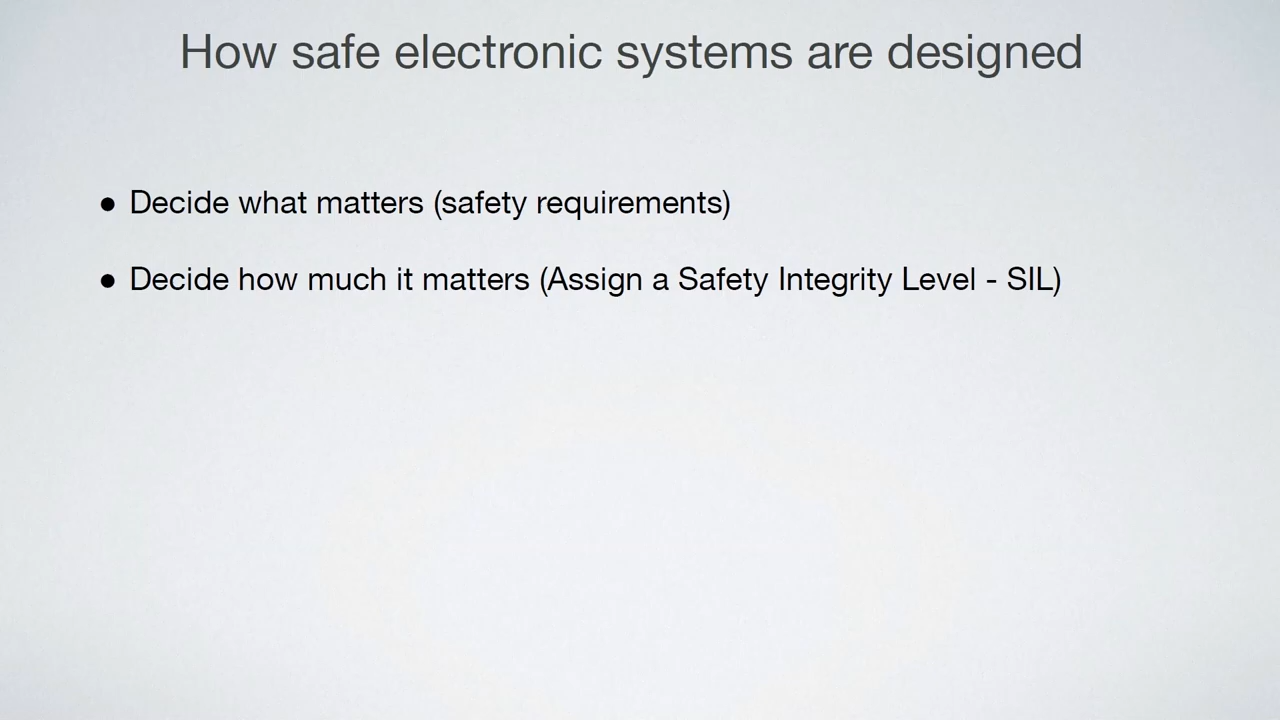 How safe electronic systems are designed
● Decide what matters (safety requirements)
● Decide how much it matters (Assign a Safety Integrity Level - SIL)